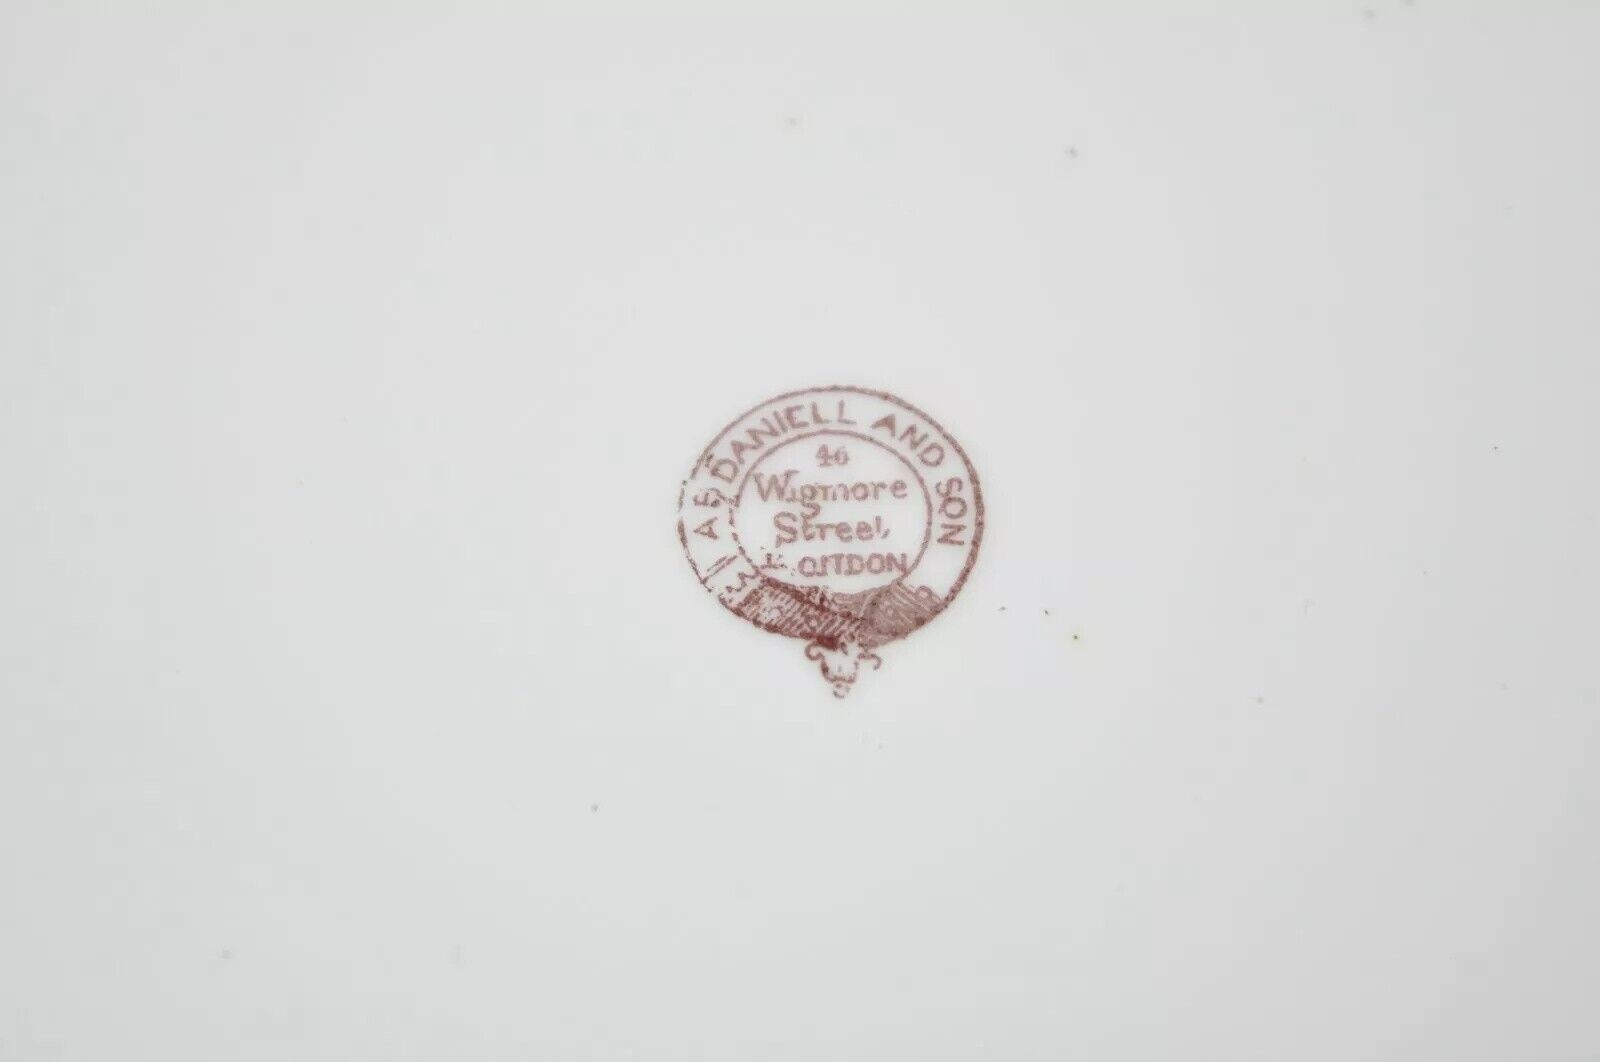 A B DANIELL AND SON
46
Wigmore
Street
LONDON